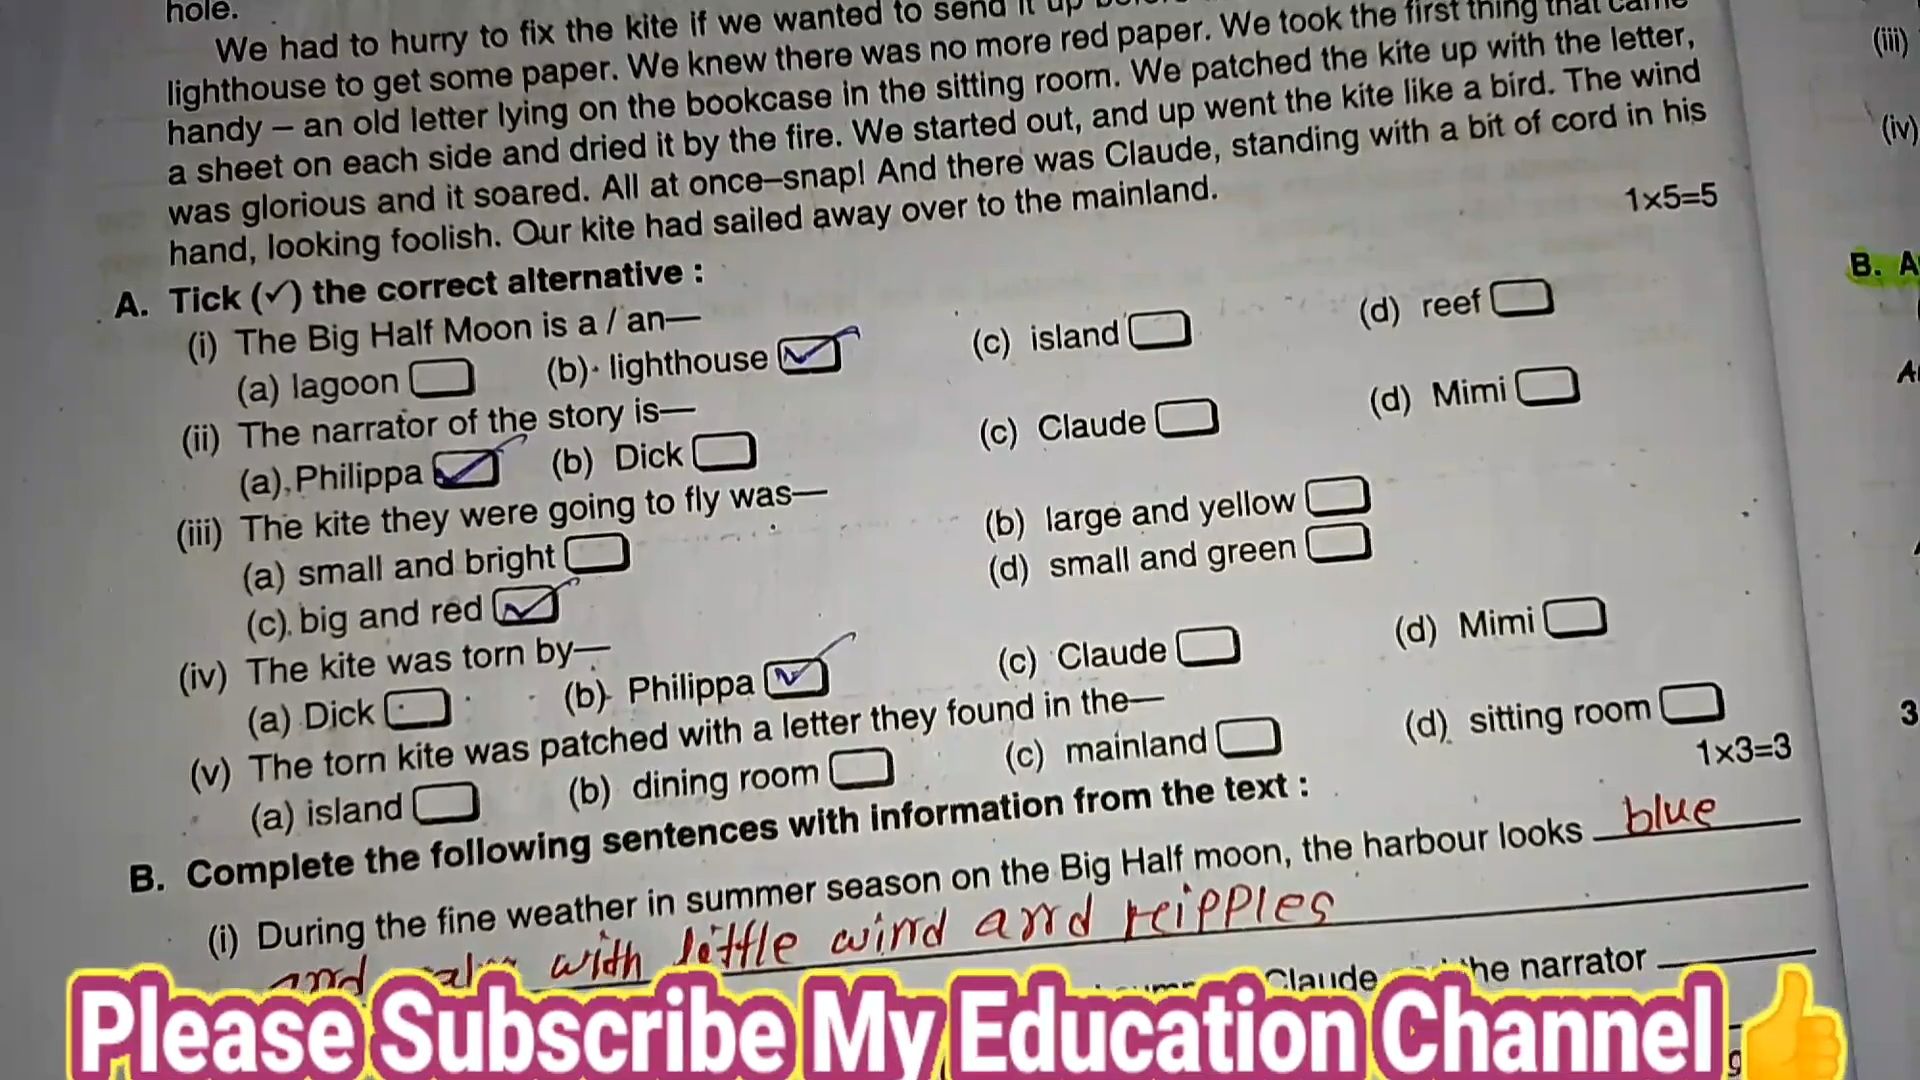 hole.
We had to hurry to fix the kite if we wanted to send it up
lighthouse to get some paper. We knew there was no more red paper. We took the first thing that came
handy – an old letter lying on the bookcase in the sitting room. We patched the kite up with the letter,
a sheet on each side and dried it by the fire. We started out, and up went the kite like a bird. The wind
was glorious and it soared. All at once–snap! And there was Claude, standing with a bit of cord in his
hand, looking foolish. Our kite had sailed away over to the mainland.
1×5=5
A. Tick (✓) the correct alternative :
(i) The Big Half Moon is a / an—
(a) lagoon (b) lighthouse ✓ (c) island (d) reef
(ii) The narrator of the story is—
(a) Philippa ✓ (b) Dick (c) Claude (d) Mimi
(iii) The kite they were going to fly was—
(a) small and bright (b) large and yellow
(c) big and red ✓ (d) small and green
(iv) The kite was torn by—
(a) Dick (b) Philippa ✓ (c) Claude (d) Mimi
(v) The torn kite was patched with a letter they found in the—
(a) island (b) dining room (c) mainland (d) sitting room
1×3=3
B. Complete the following sentences with information from the text :
(i) During the fine weather in summer season on the Big Half moon, the harbour looks blue
and with little wind and reipples
Claude the narrator
(iii)
(iv)
B. A
3
Please Subscribe My Education Channel 👍